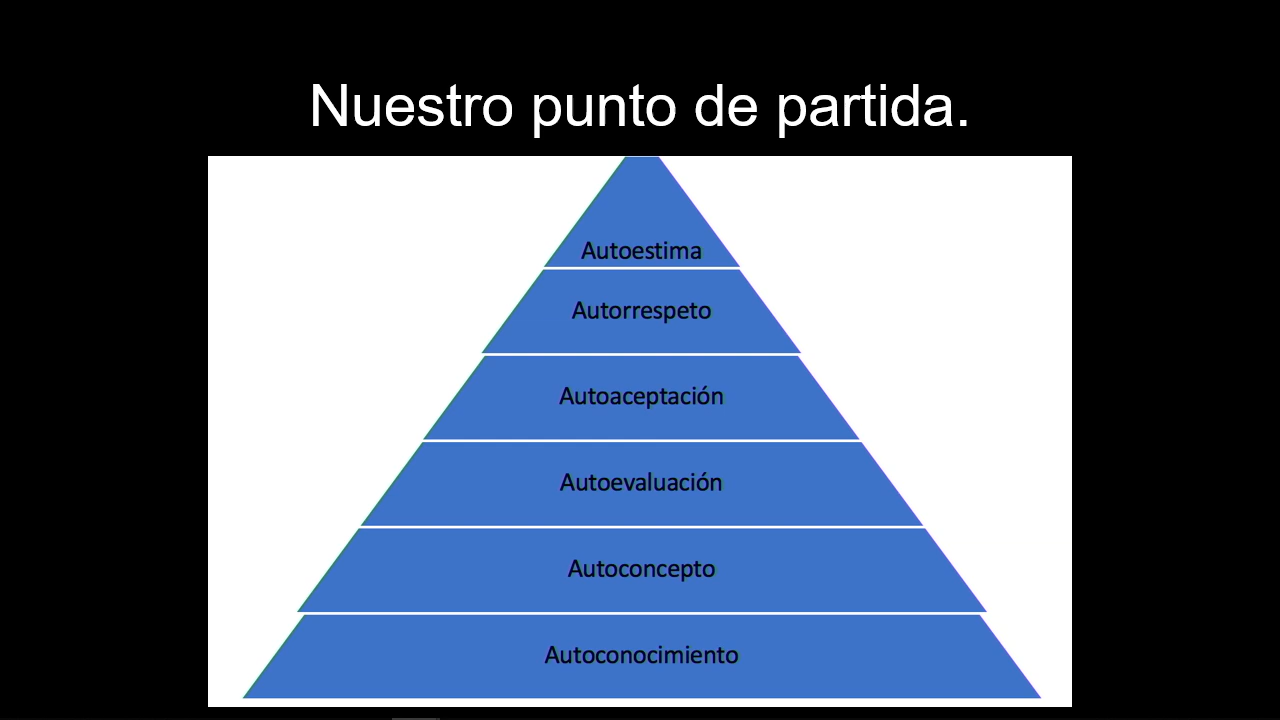 Nuestro punto de partida.
Autoestima
Autorrespeto
Autoaceptación
Autoevaluación
Autoconcepto
Autoconocimiento